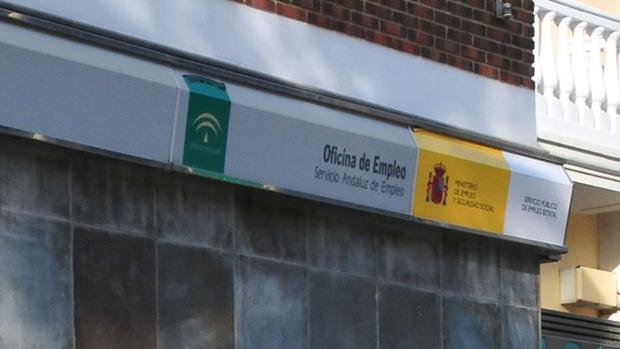 Oficina de Empleo
Servicio Andaluz de Empleo
MINISTERIO
DE EMPLEO
Y SEGURIDAD SOCIAL
SERVICIO PÚBLICO
DE EMPLEO ESTATAL